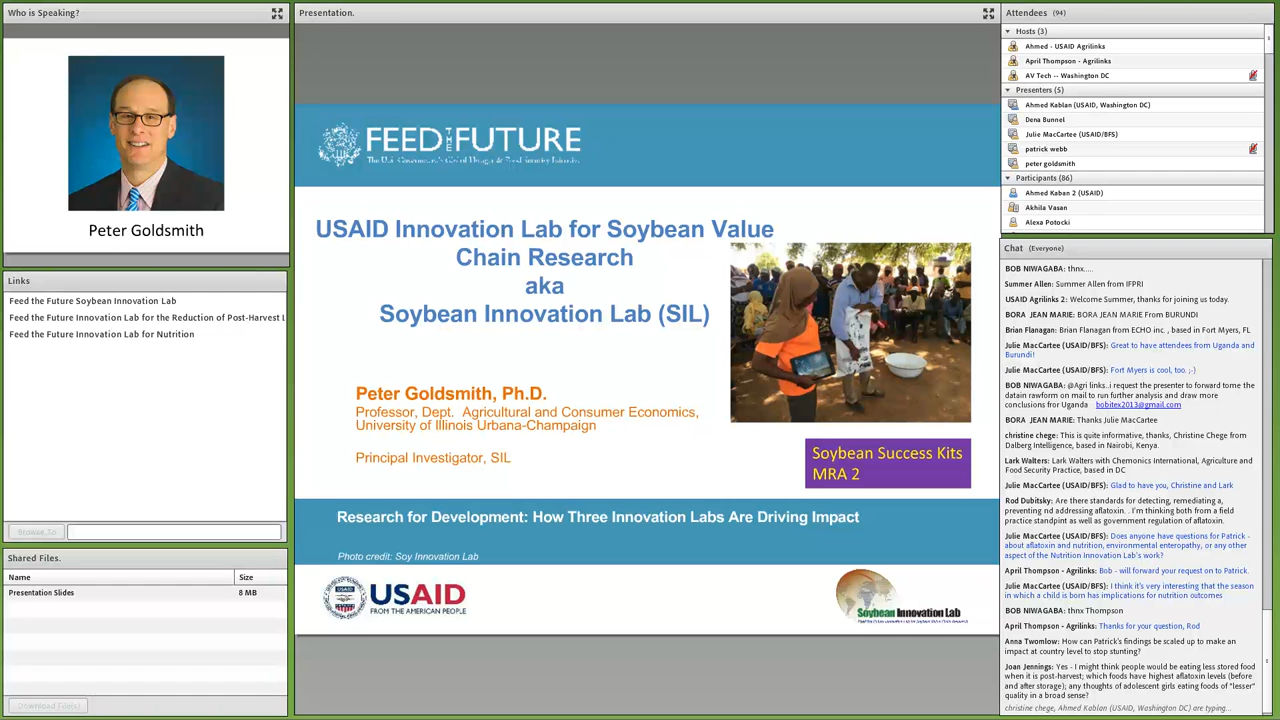 Who is Speaking?
Peter Goldsmith
Links
Feed the Future Soybean Innovation Lab
Feed the Future Innovation Lab for the Reduction of Post-Harvest L
Feed the Future Innovation Lab for Nutrition
Browse To
Shared Files.
Name Size
Presentation Slides 8 MB
Download File(s)
Presentation.
FEED THE FUTURE
The U.S. Government's Global Hunger & Food Security Initiative
USAID Innovation Lab for Soybean Value
Chain Research
aka
Soybean Innovation Lab (SIL)
Peter Goldsmith, Ph.D.
Professor, Dept. Agricultural and Consumer Economics,
University of Illinois Urbana-Champaign
Principal Investigator, SIL
Soybean Success Kits
MRA 2
Research for Development: How Three Innovation Labs Are Driving Impact
Photo credit: Soy Innovation Lab
USAID
FROM THE AMERICAN PEOPLE
Soybean Innovation Lab
Attendees (94)
Hosts (3)
Ahmed - USAID Agrilinks
April Thompson - Agrilinks
AV Tech -- Washington DC
Presenters (5)
Ahmed Kablan (USAID, Washington DC)
Dena Bunnel
Julie MacCartee (USAID/BFS)
patrick webb
peter goldsmith
Participants (86)
Ahmed Kaban 2 (USAID)
Akhila Vasan
Alexa Potocki
Chat (Everyone)
BOB NIWAGABA: thnx.....
Summer Allen: Summer Allen from IFPRI
USAID Agrilinks 2: Welcome Summer, thanks for joining us today.
BORA JEAN MARIE: BORA JEAN MARIE From BURUNDI
Brian Flanagan: Brian Flanagan from ECHO inc. , based in Fort Myers, FL
Julie MacCartee (USAID/BFS): Great to have attendees from Uganda and
Burundi!
Julie MacCartee (USAID/BFS): Fort Myers is cool, too. ;-)
BOB NIWAGABA: @Agri links..i request the presenter to forward tome the
datain rawform on mail to run further analysis and draw more
conclusions for Uganda bobitex2013@gmail.com
BORA JEAN MARIE: Thanks Julie MacCartee
christine chege: This is quite informative, thanks, Christine Chege from
Dalberg Intelligence, based in Nairobi, Kenya.
Lark Walters: Lark Walters with Chemonics International, Agriculture and
Food Security Practice, based in DC
Julie MacCartee (USAID/BFS): Glad to have you, Christine and Lark
Rod Dubitsky: Are there standards for detecting, remediating a,
preventing nd addressing aflatoxin. . I'm thinking both from a field
practice standpint as well as government regulation of aflatoxin.
Julie MacCartee (USAID/BFS): Does anyone have questions for Patrick -
about aflatoxin and nutrition, environmental enteropathy, or any other
aspect of the Nutrition Innovation Lab's work?
April Thompson - Agrilinks: Bob - will forward your request on to Patrick.
Julie MacCartee (USAID/BFS): I think it's very interesting that the season
in which a child is born has implications for nutrition outcomes
BOB NIWAGABA: thnx Thompson
April Thompson - Agrilinks: Thanks for your question, Rod
Anna Twomlow: How can Patrick's findings be scaled up to make an
impact at country level to stop stunting?
Joan Jennings: Yes - I might think people would be eating less stored food
when it is post-harvest; which foods have highest aflatoxin levels (before
and after storage); any thoughts of adolescent girls eating foods of "lesser"
quality in a broad sense?
christine chege, Ahmed Kablan (USAID, Washington DC) are typing...